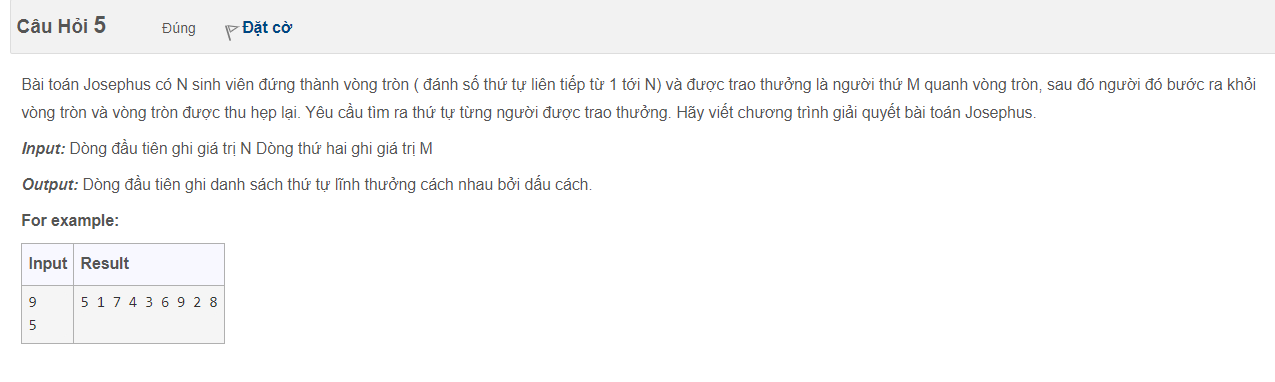 Câu Hỏi 5 Đúng Đặt cờ
Bài toán Josephus có N sinh viên đứng thành vòng tròn ( đánh số thứ tự liên tiếp từ 1 tới N) và được trao thưởng là người thứ M quanh vòng tròn, sau đó người đó bước ra khỏi
vòng tròn và vòng tròn được thu hẹp lại. Yêu cầu tìm ra thứ tự từng người được trao thưởng. Hãy viết chương trình giải quyết bài toán Josephus.
Input: Dòng đầu tiên ghi giá trị N Dòng thứ hai ghi giá trị M
Output: Dòng đầu tiên ghi danh sách thứ tự lĩnh thưởng cách nhau bởi dấu cách.
For example:
Input Result
9 5 1 7 4 3 6 9 2 8
5